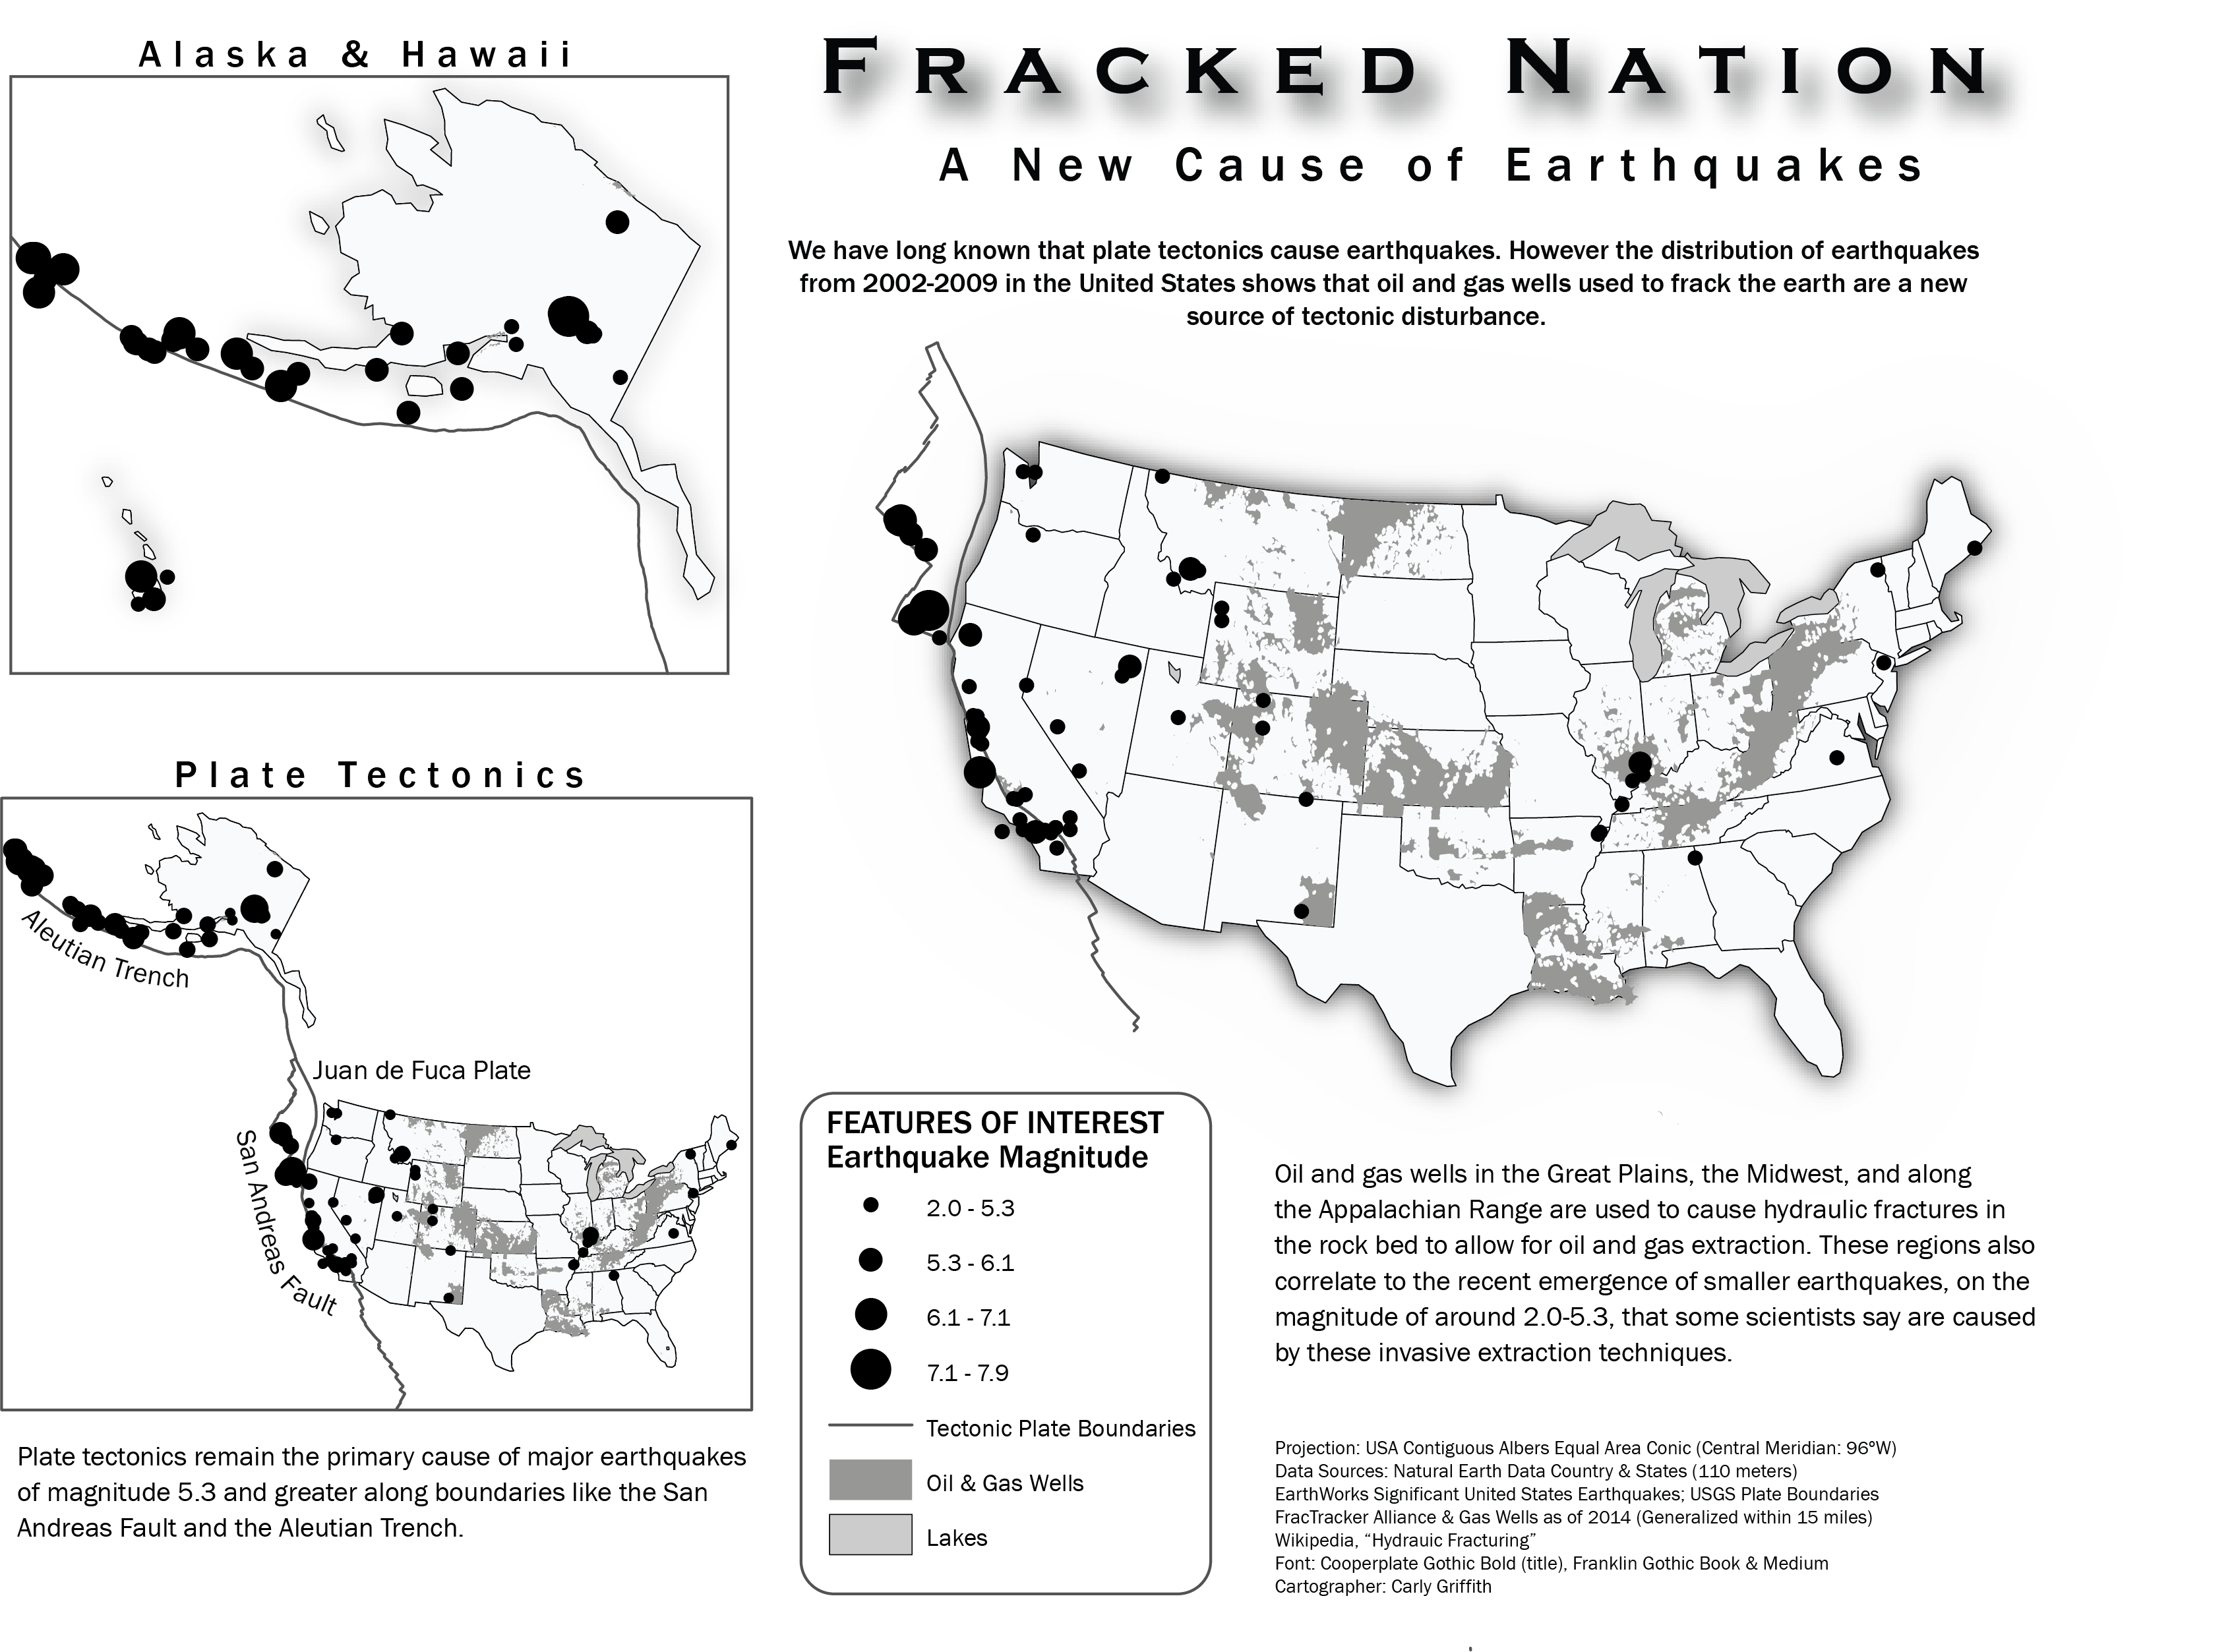 Alaska & Hawaii
FRACKED NATION
A New Cause of Earthquakes
We have long known that plate tectonics cause earthquakes. However the distribution of earthquakes
from 2002-2009 in the United States shows that oil and gas wells used to frack the earth are a new
source of tectonic disturbance.
Plate Tectonics
Aleutian Trench
Juan de Fuca Plate
San Andreas Fault
Plate tectonics remain the primary cause of major earthquakes
of magnitude 5.3 and greater along boundaries like the San
Andreas Fault and the Aleutian Trench.
FEATURES OF INTEREST
Earthquake Magnitude
2.0 - 5.3
5.3 - 6.1
6.1 - 7.1
7.1 - 7.9
Tectonic Plate Boundaries
Oil & Gas Wells
Lakes
Oil and gas wells in the Great Plains, the Midwest, and along
the Appalachian Range are used to cause hydraulic fractures in
the rock bed to allow for oil and gas extraction. These regions also
correlate to the recent emergence of smaller earthquakes, on the
magnitude of around 2.0-5.3, that some scientists say are caused
by these invasive extraction techniques.
Projection: USA Contiguous Albers Equal Area Conic (Central Meridian: 96°W)
Data Sources: Natural Earth Data Country & States (110 meters)
EarthWorks Significant United States Earthquakes; USGS Plate Boundaries
FracTracker Alliance & Gas Wells as of 2014 (Generalized within 15 miles)
Wikipedia, “Hydrauic Fracturing”
Font: Cooperplate Gothic Bold (title), Franklin Gothic Book & Medium
Cartographer: Carly Griffith